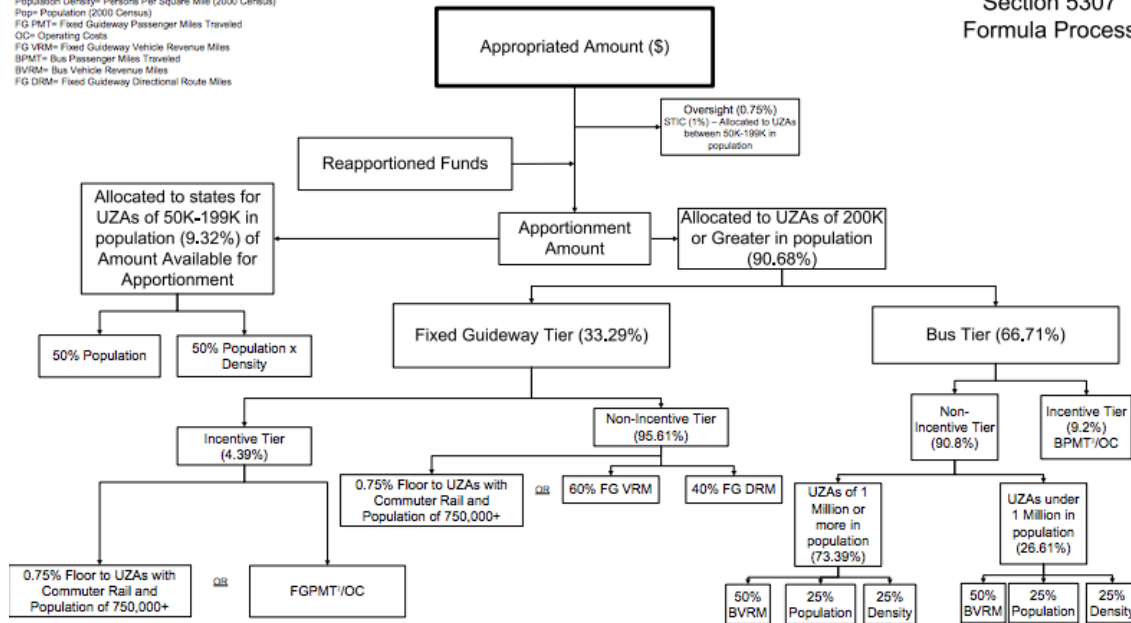 Population Density= Persons Per Square Mile (2000 Census)
Pop= Population (2000 Census)
FG PMT= Fixed Guideway Passenger Miles Traveled
OC= Operating Costs
FG VRM= Fixed Guideway Vehicle Revenue Miles
BPMT= Bus Passenger Miles Traveled
BVRM= Bus Vehicle Revenue Miles
FG DRM= Fixed Guideway Directional Route Miles
Section 5307
Formula Process
Appropriated Amount ($)
Oversight (0.75%)
STIC (1%) – Allocated to UZAs
between 50K-199K in
population
Reapportioned Funds
Allocated to states for
UZAs of 50K-199K in
population (9.32%) of
Amount Available for
Apportionment
Apportionment
Amount
Allocated to UZAs of 200K
or Greater in population
(90.68%)
50% Population
50% Population x
Density
Fixed Guideway Tier (33.29%)
Bus Tier (66.71%)
Incentive Tier
(4.39%)
Non-Incentive Tier
(95.61%)
Non-
Incentive Tier
(90.8%)
Incentive Tier
(9.2%)
BPMT²/OC
0.75% Floor to UZAs with
Commuter Rail and
Population of 750,000+
OR
60% FG VRM
40% FG DRM
UZAs of 1
Million or
more in
population
(73.39%)
UZAs under
1 Million in
population
(26.61%)
0.75% Floor to UZAs with
Commuter Rail and
Population of 750,000+
OR
FGPMT²/OC
50%
BVRM
25%
Population
25%
Density
50%
BVRM
25%
Population
25%
Density